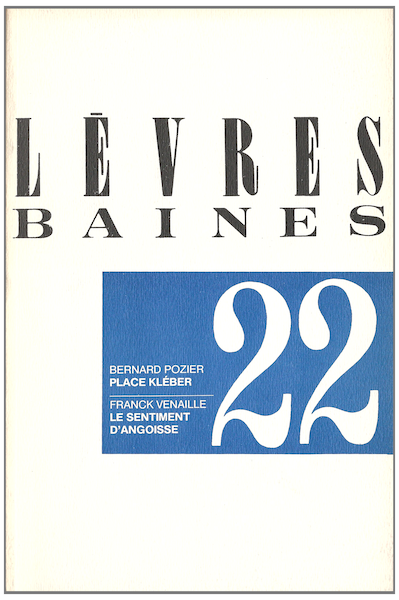 LÈVRES
BAINES
22
BERNARD POZIER
PLACE KLÉBER
FRANCK VENAILLE
LE SENTIMENT
D'ANGOISSE